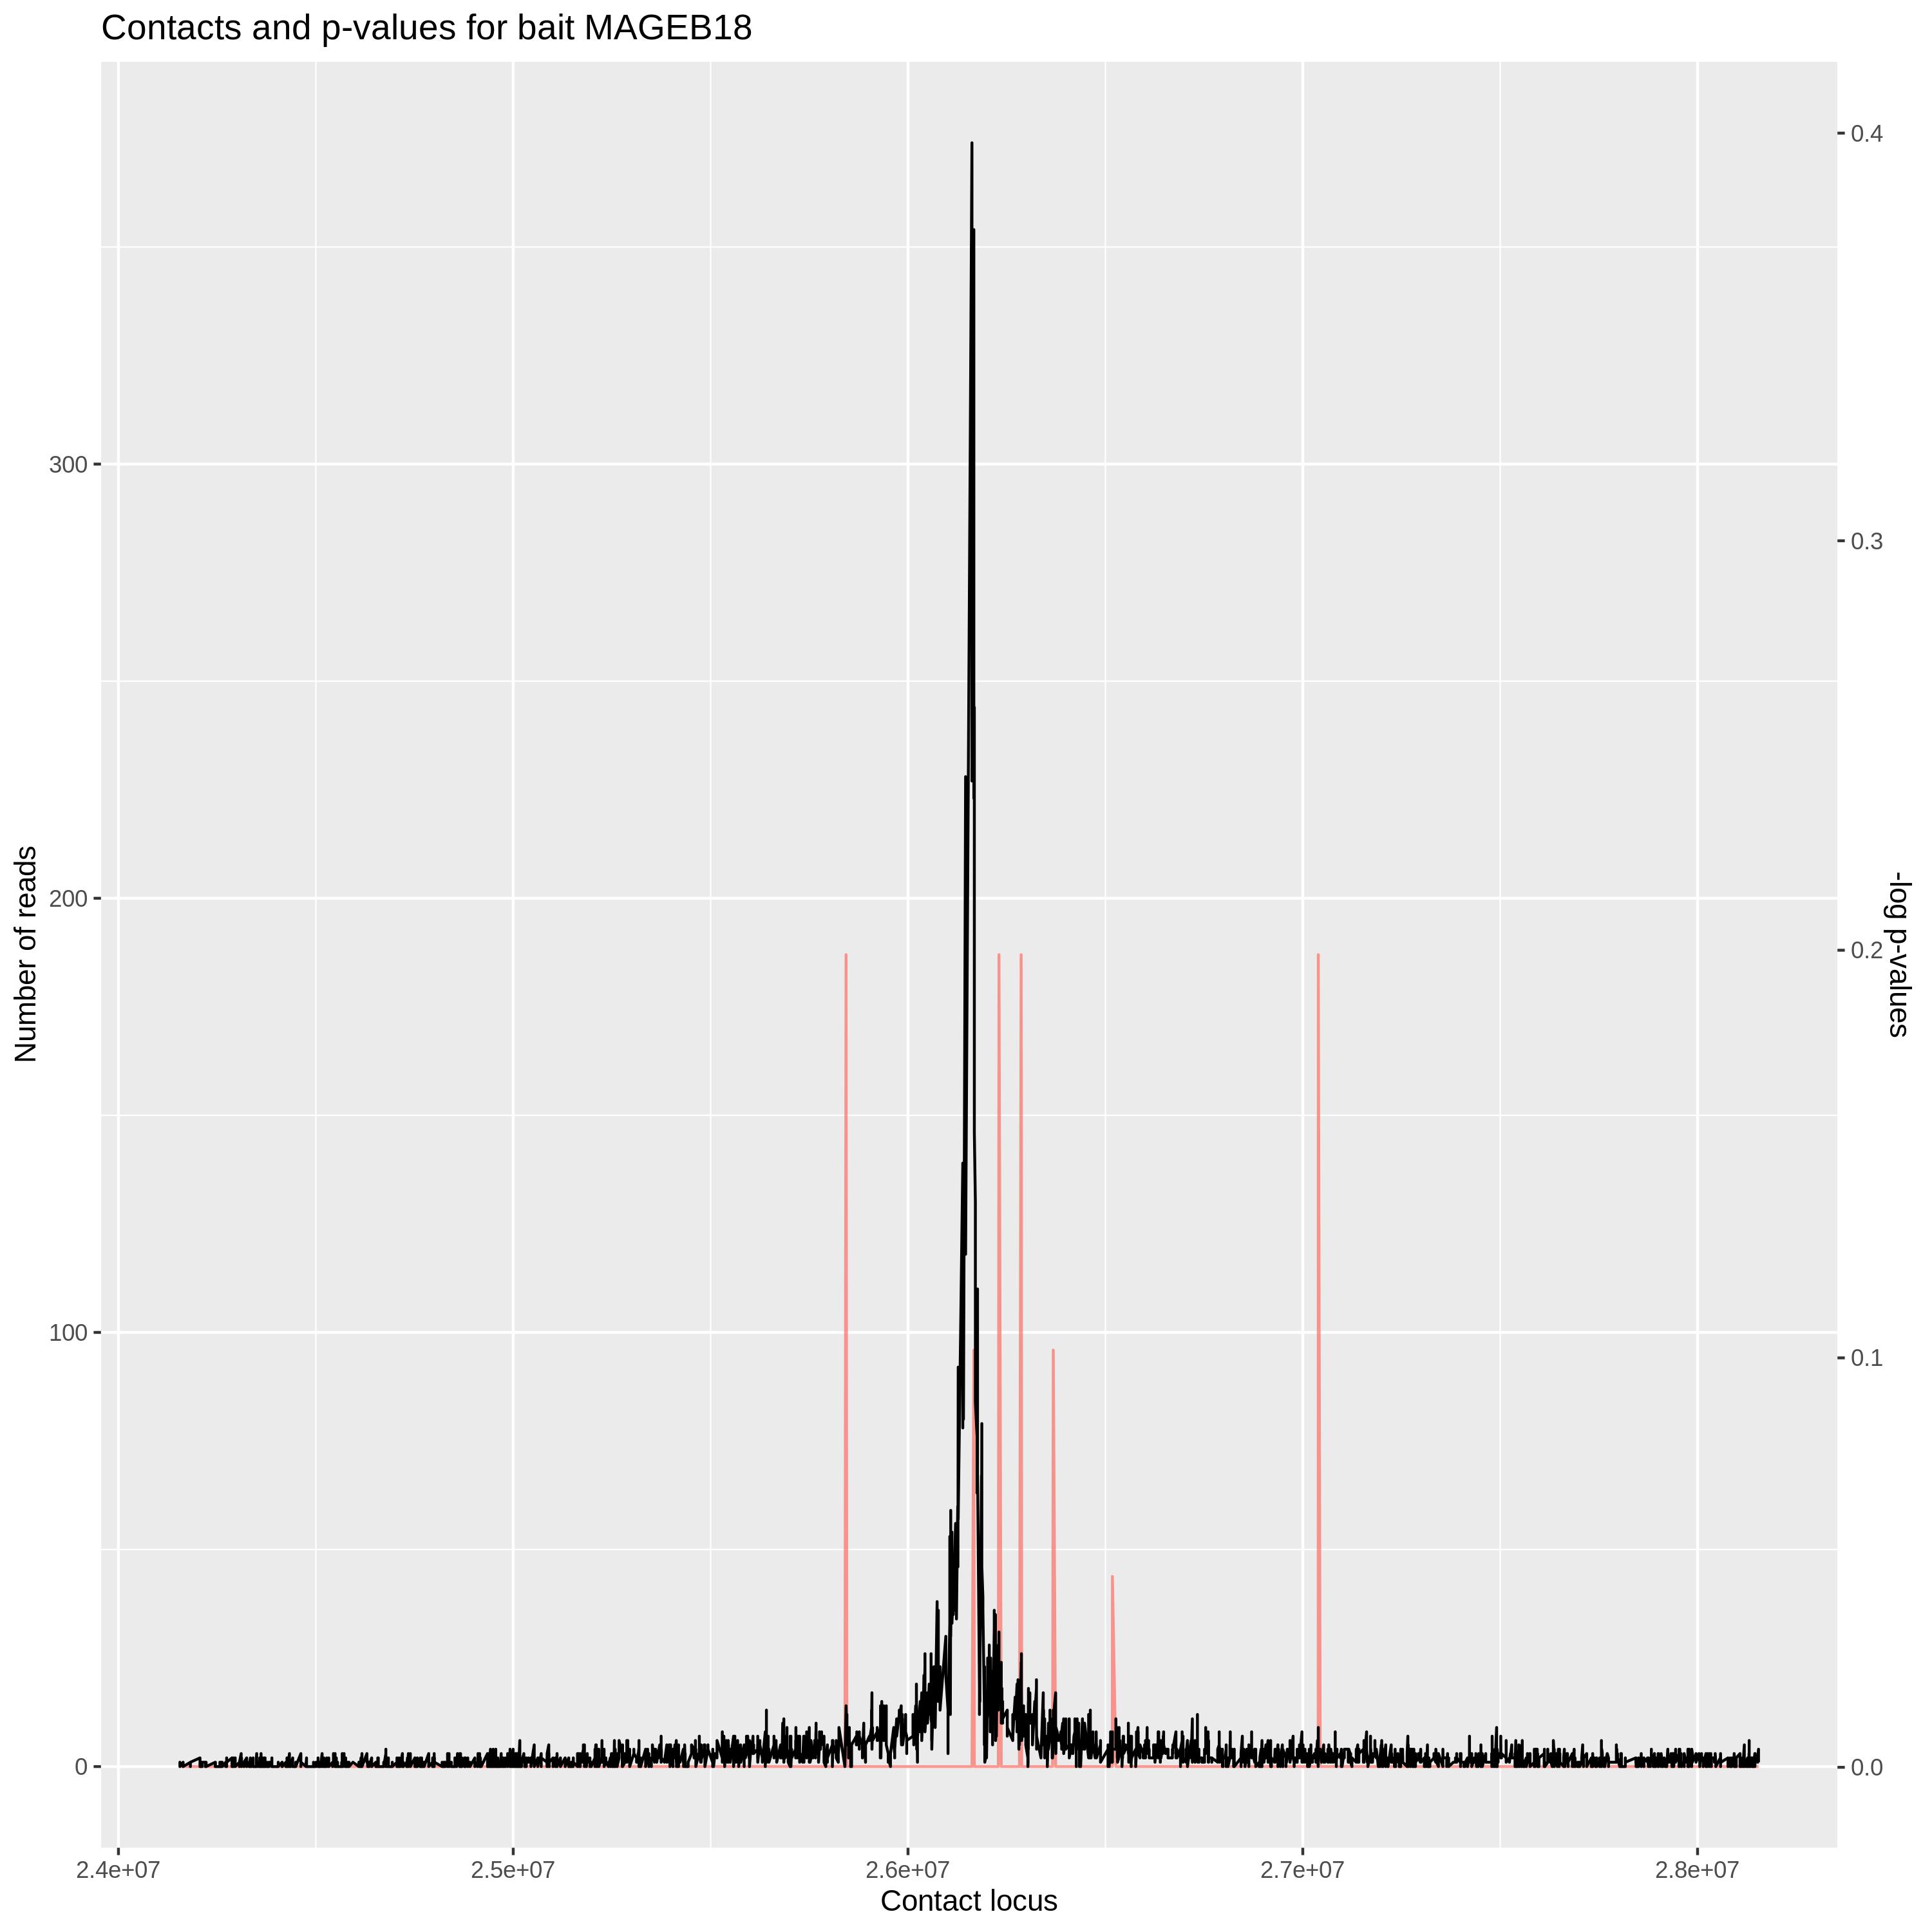 Contacts and p-values for bait MAGEB18
Number of reads
300
200
100
0
0.4
0.3
0.2
0.1
0.0
-log p-values
2.4e+07
2.5e+07
2.6e+07
2.7e+07
2.8e+07
Contact locus